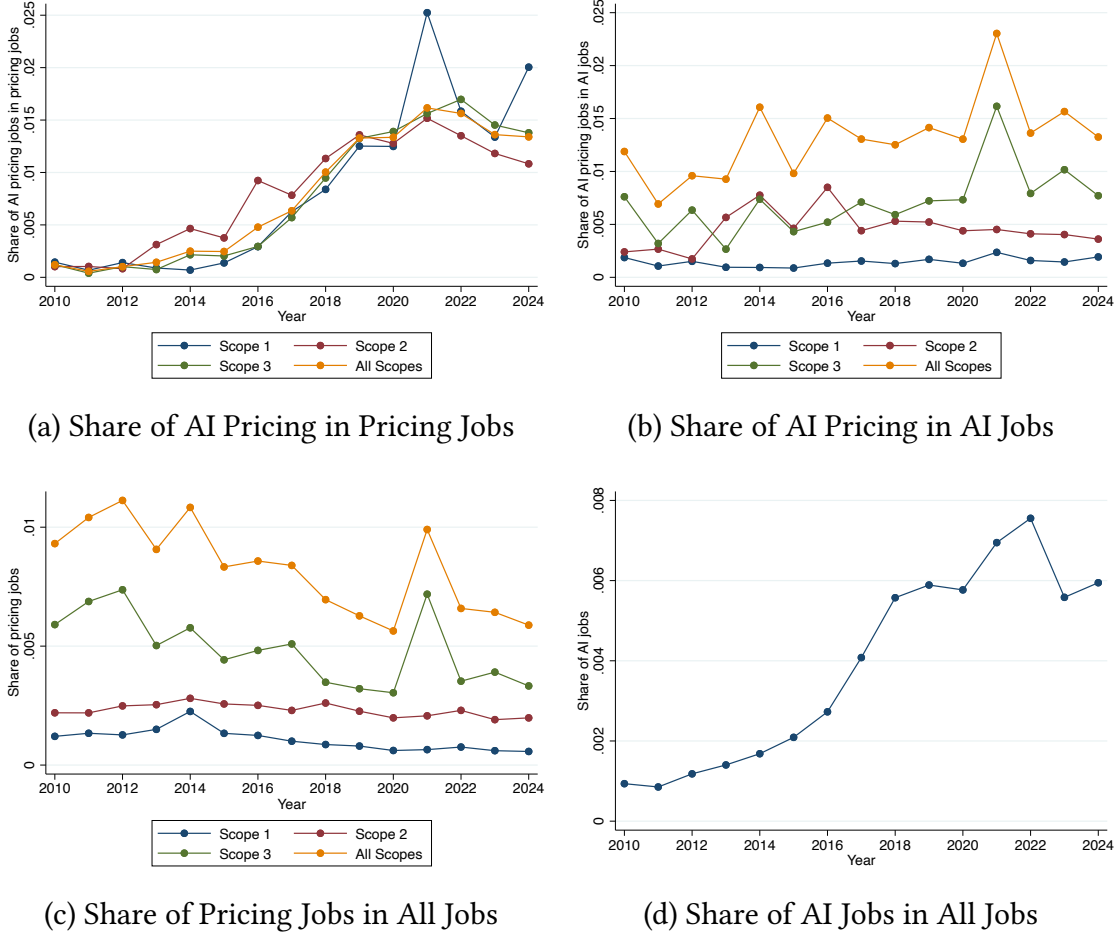 Share of AI pricing jobs in pricing jobs
.025
.02
.015
.01
.005
0
2010 2012 2014 2016 2018 2020 2022 2024
Year
Scope 1 Scope 2
Scope 3 All Scopes
(a) Share of AI Pricing in Pricing Jobs
Share of AI pricing jobs in AI jobs
.025
.02
.015
.01
.005
0
2010 2012 2014 2016 2018 2020 2022 2024
Year
Scope 1 Scope 2
Scope 3 All Scopes
(b) Share of AI Pricing in AI Jobs
Share of pricing jobs
.01
.005
0
2010 2012 2014 2016 2018 2020 2022 2024
Year
Scope 1 Scope 2
Scope 3 All Scopes
(c) Share of Pricing Jobs in All Jobs
Share of AI jobs
.008
.006
.004
.002
0
2010 2012 2014 2016 2018 2020 2022 2024
Year
(d) Share of AI Jobs in All Jobs